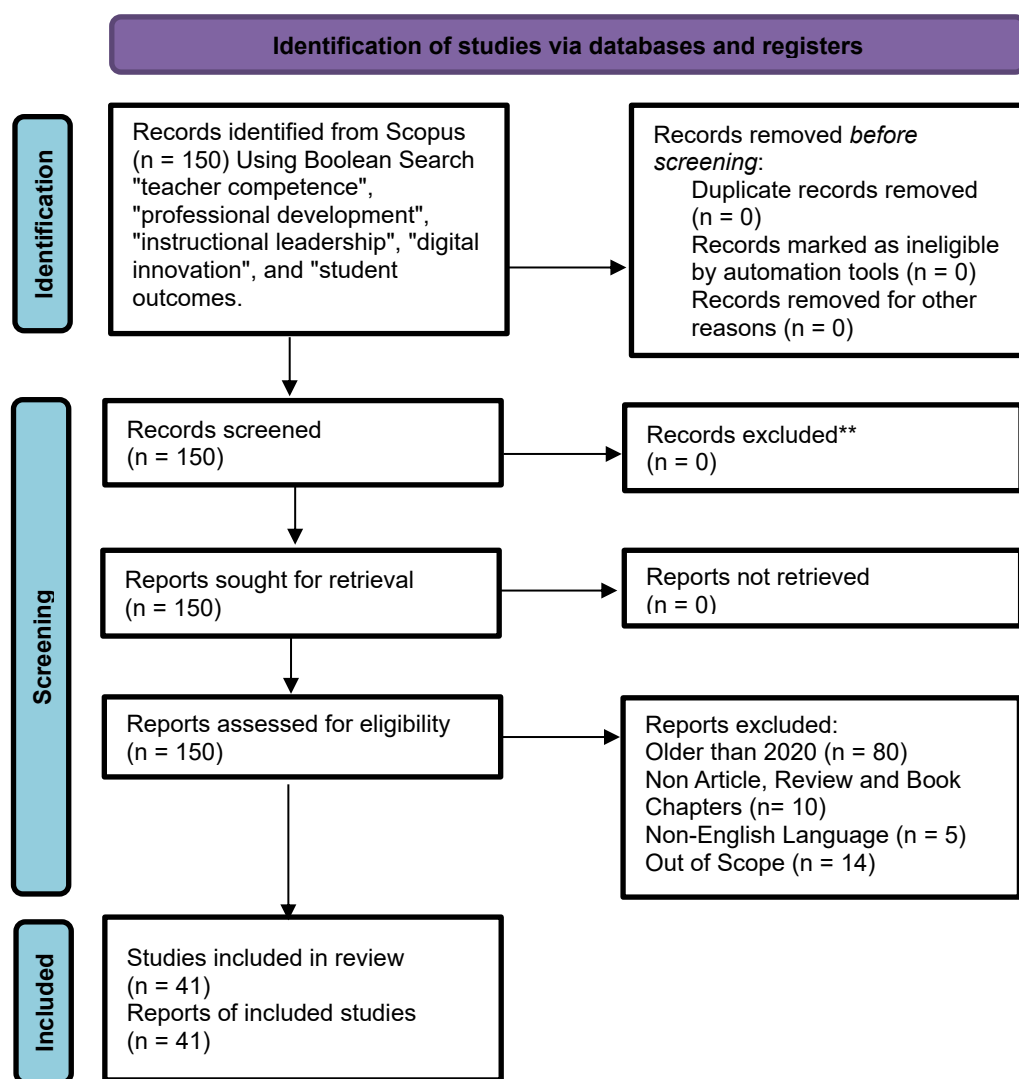 Identification of studies via databases and registers
Identification
Records identified from Scopus
(n = 150) Using Boolean Search
"teacher competence",
"professional development",
"instructional leadership", "digital
innovation", and "student
outcomes.
Records removed before
screening:
Duplicate records removed
(n = 0)
Records marked as ineligible
by automation tools (n = 0)
Records removed for other
reasons (n = 0)
Screening
Records screened
(n = 150)
Records excluded**
(n = 0)
Reports sought for retrieval
(n = 150)
Reports not retrieved
(n = 0)
Reports assessed for eligibility
(n = 150)
Reports excluded:
Older than 2020 (n = 80)
Non Article, Review and Book
Chapters (n= 10)
Non-English Language (n = 5)
Out of Scope (n = 14)
Included
Studies included in review
(n = 41)
Reports of included studies
(n = 41)